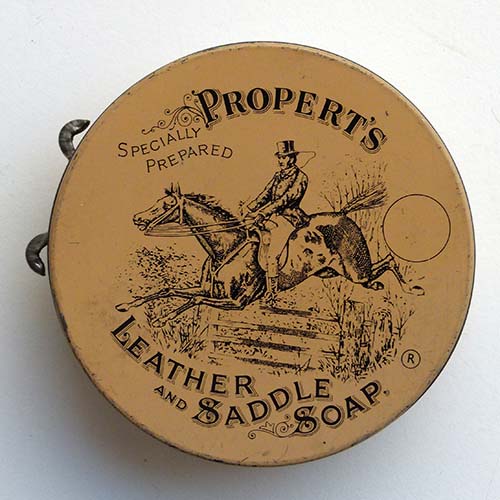 PROPERT'S
SPECIALLY
PREPARED
LEATHER
AND SADDLE
SOAP.
®